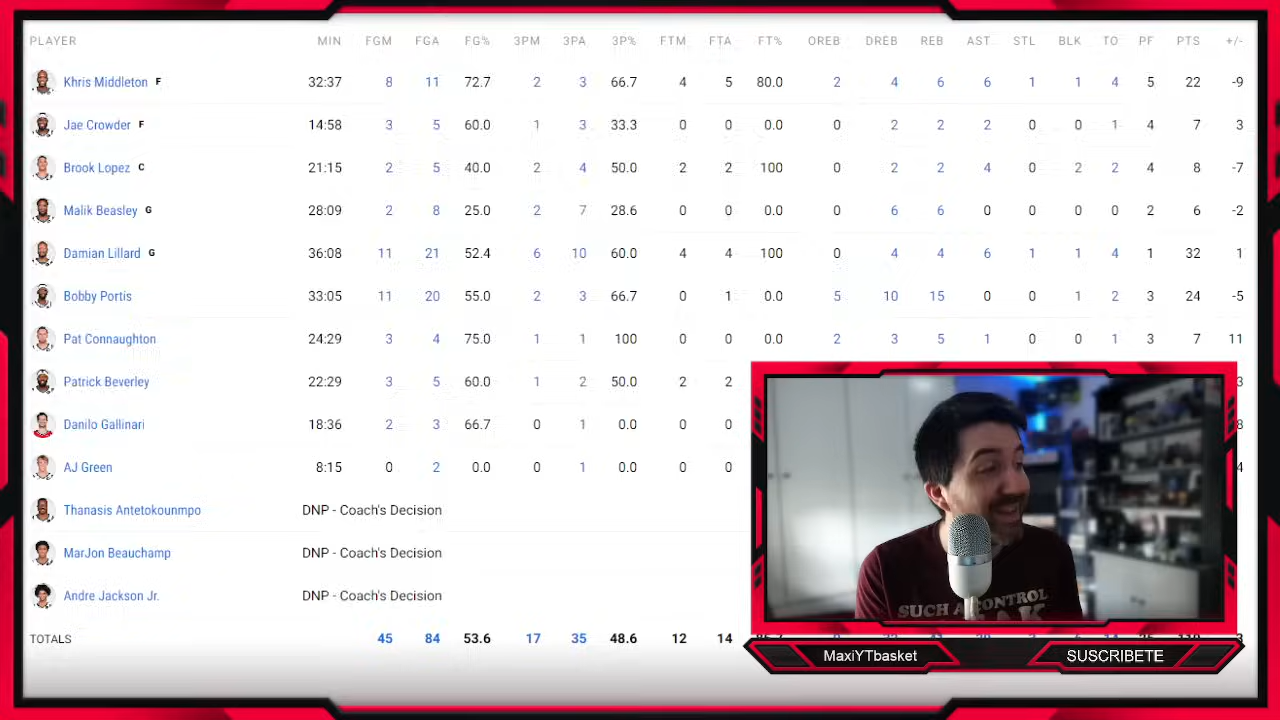 PLAYER MIN FGM FGA FG% 3PM 3PA 3P% FTM FTA FT% OREB DREB REB AST STL BLK TO PF PTS +/-
Khris Middleton F 32:37 8 11 72.7 2 3 66.7 4 5 80.0 2 4 6 6 1 1 4 5 22 -9
Jae Crowder F 14:58 3 5 60.0 1 3 33.3 0 0 0.0 0 2 2 2 0 0 1 4 7 3
Brook Lopez C 21:15 2 5 40.0 2 4 50.0 2 2 100 0 2 2 4 0 2 2 4 8 -7
Malik Beasley G 28:09 2 8 25.0 2 7 28.6 0 0 0.0 0 6 6 0 0 0 0 2 6 -2
Damian Lillard G 36:08 11 21 52.4 6 10 60.0 4 4 100 0 4 4 6 1 1 4 1 32 1
Bobby Portis 33:05 11 20 55.0 2 3 66.7 0 1 0.0 5 10 15 0 0 1 2 3 24 -5
Pat Connaughton 24:29 3 4 75.0 1 1 100 0 0 0.0 2 3 5 1 0 0 1 3 7 11
Patrick Beverley 22:29 3 5 60.0 1 2 50.0 2 2
Danilo Gallinari 18:36 2 3 66.7 0 1 0.0 0 0
AJ Green 8:15 0 2 0.0 0 1 0.0 0 0
Thanasis Antetokounmpo DNP - Coach's Decision
MarJon Beauchamp DNP - Coach's Decision
Andre Jackson Jr. DNP - Coach's Decision
TOTALS 45 84 53.6 17 35 48.6 12 14
SUCH A CONTROL
MaxiYTbasket SUSCRIBETE